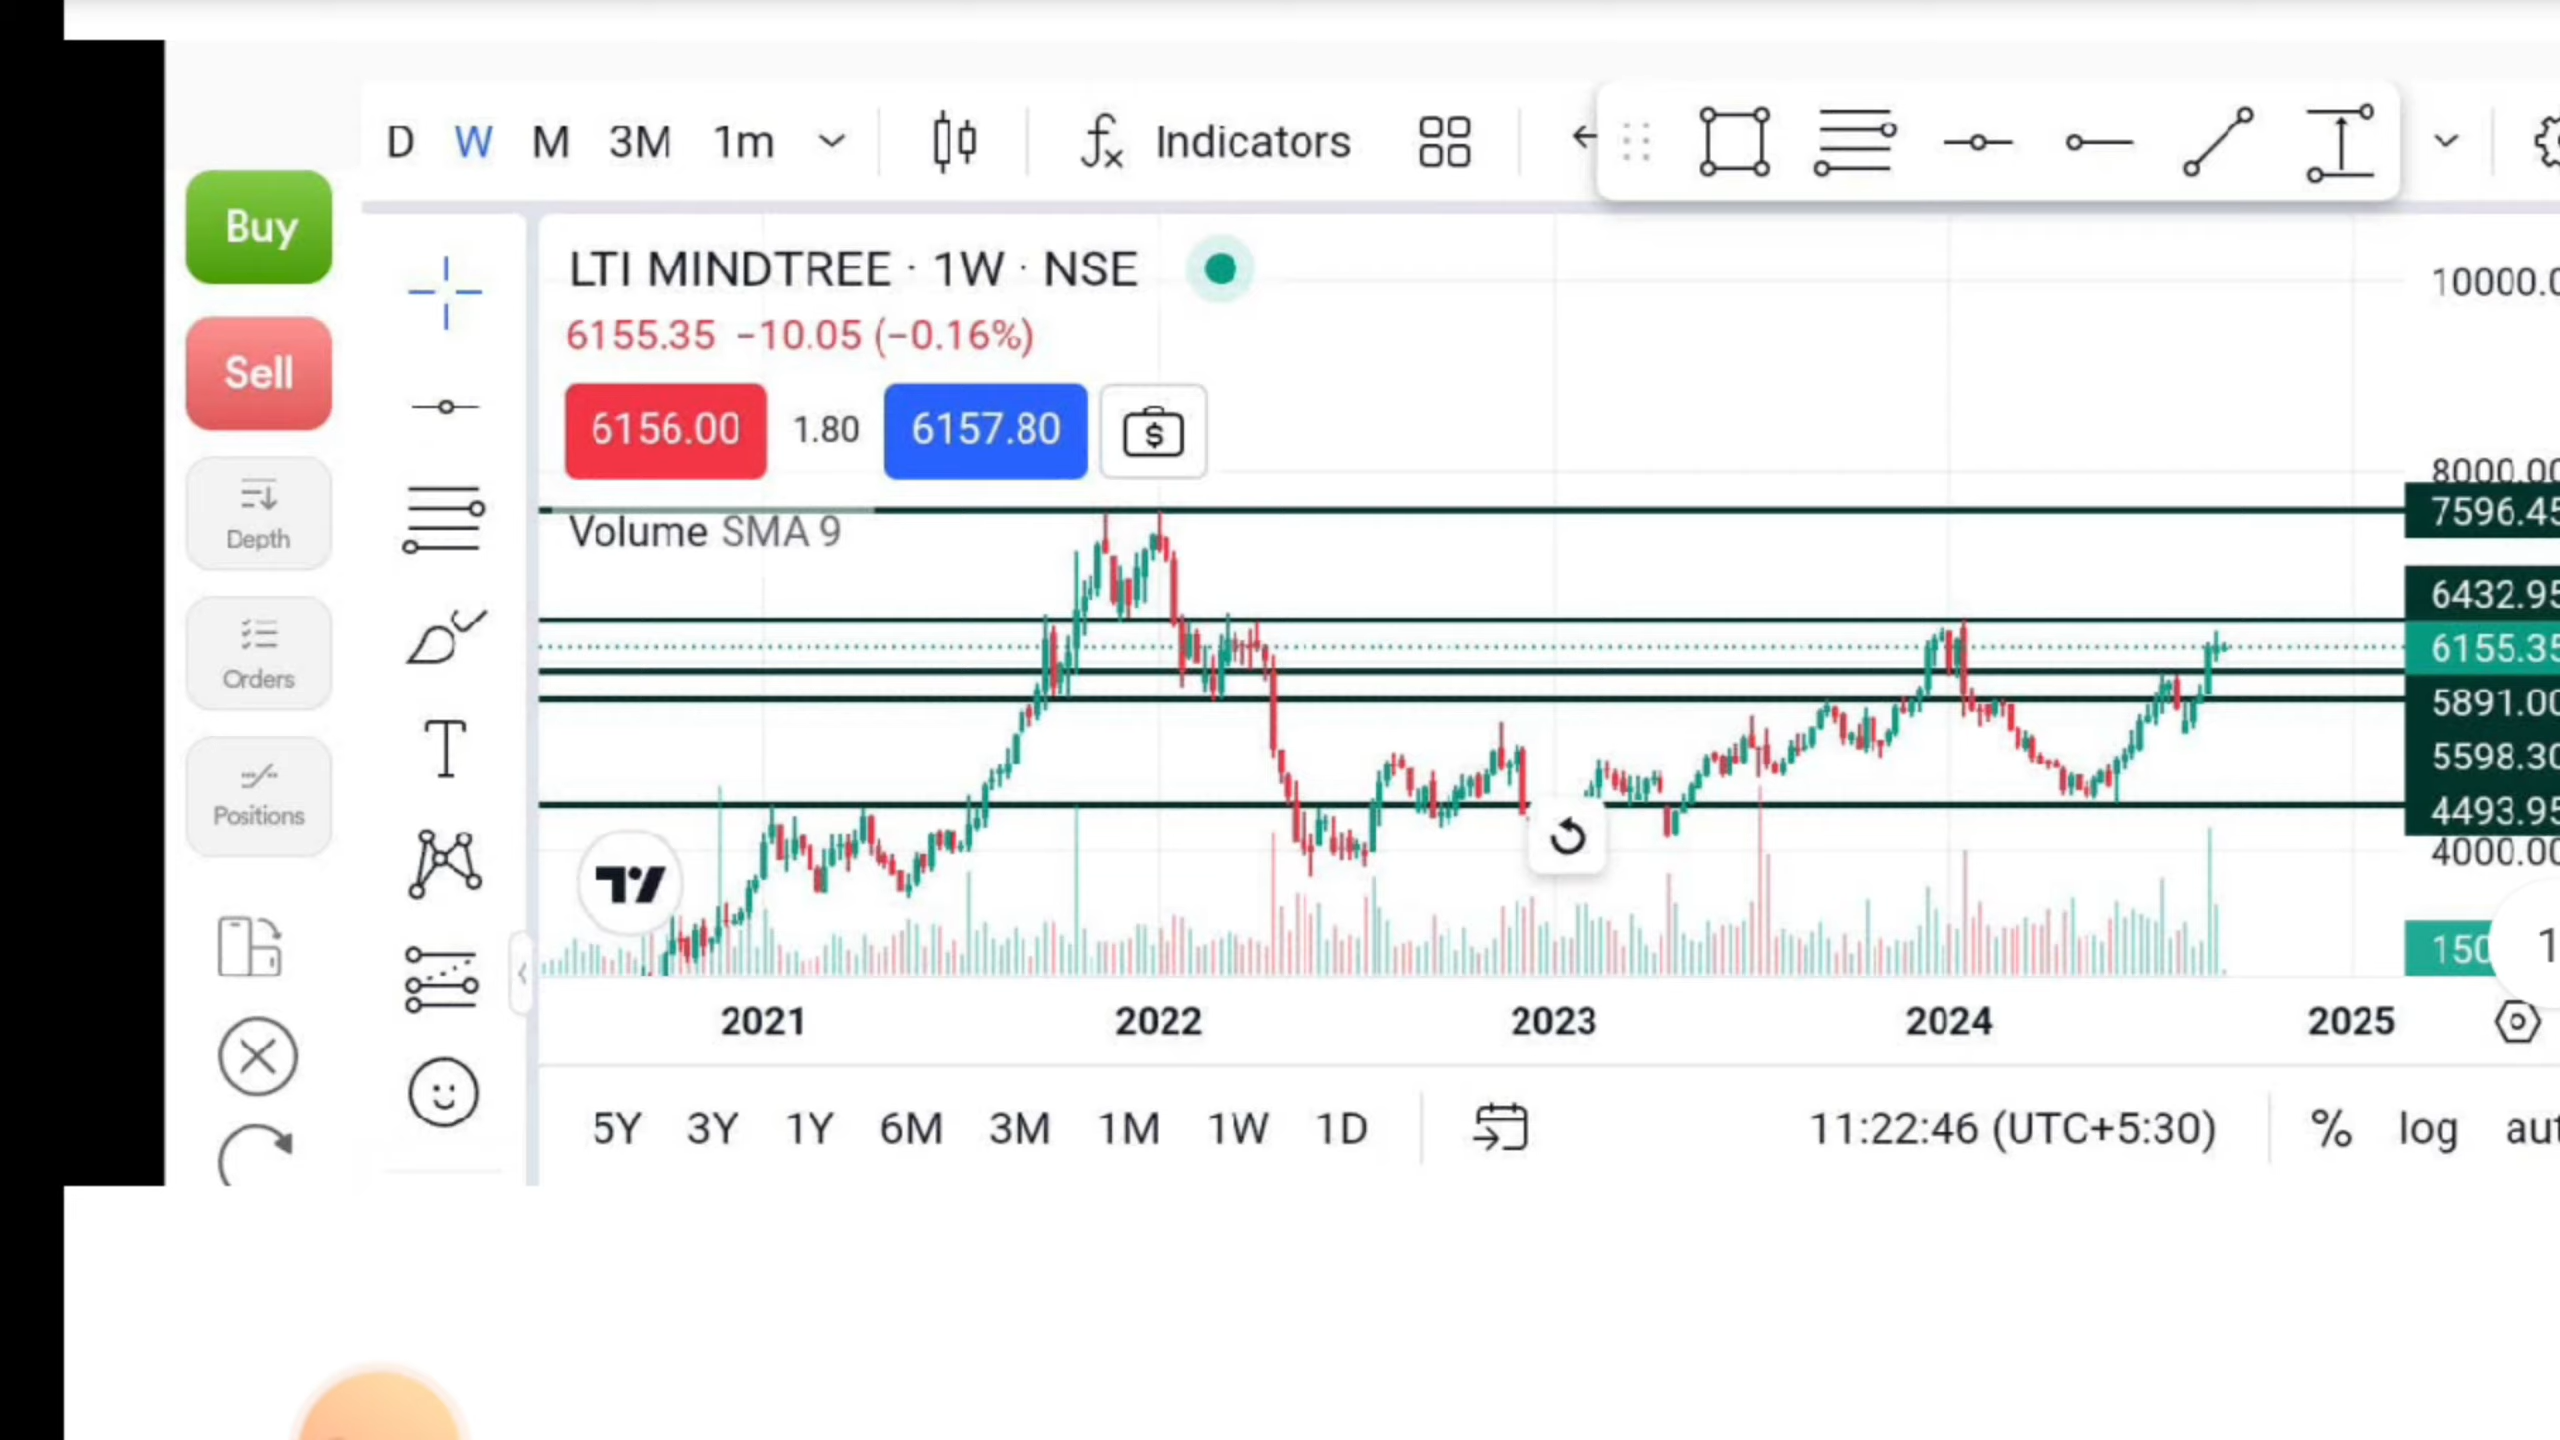 D W M 3M 1m Indicators
Buy
Sell
Depth
Orders
Positions
LTI MINDTREE · 1W · NSE
6155.35 −10.05 (−0.16%)
6156.00 1.80 6157.80
Volume SMA 9
T
10000.0
8000.00
7596.45
6432.95
6155.35
5891.00
5598.30
4493.95
4000.00
150
1
2021 2022 2023 2024 2025
5Y 3Y 1Y 6M 3M 1M 1W 1D 11:22:46 (UTC+5:30) % log aut